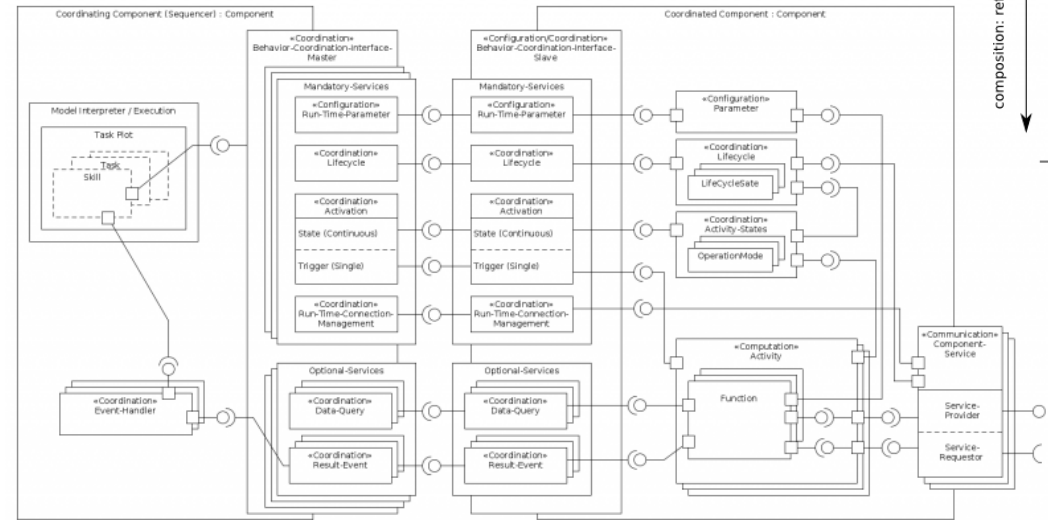 Coordinating Component (Sequencer) : Component
Coordinated Component : Component
composition: ref
«Coordination»
Behavior-Coordination-Interface-
Master
«Configuration/Coordination»
Behavior-Coordination-Interface-
Slave
Model Interpreter / Execution
Task Plot
Task
Skill
Mandatory-Services
«Configuration»
Run-Time-Parameter
«Coordination»
Lifecycle
«Coordination»
Activation
State (Continuous)
Trigger (Single)
«Coordination»
Run-Time-Connection-
Management
Mandatory-Services
«Configuration»
Run-Time-Parameter
«Coordination»
Lifecycle
«Coordination»
Activation
State (Continuous)
Trigger (Single)
«Coordination»
Run-Time-Connection-
Management
«Configuration»
Parameter
«Coordination»
Lifecycle
LifeCycleSate
«Coordination»
Activity-States
OperationMode
«Computation»
Activity
Function
«Communication»
Component-
Service
Service-
Provider
Service-
Requestor
«Coordination»
Event-Handler
Optional-Services
«Coordination»
Data-Query
«Coordination»
Result-Event
Optional-Services
«Coordination»
Data-Query
«Coordination»
Result-Event